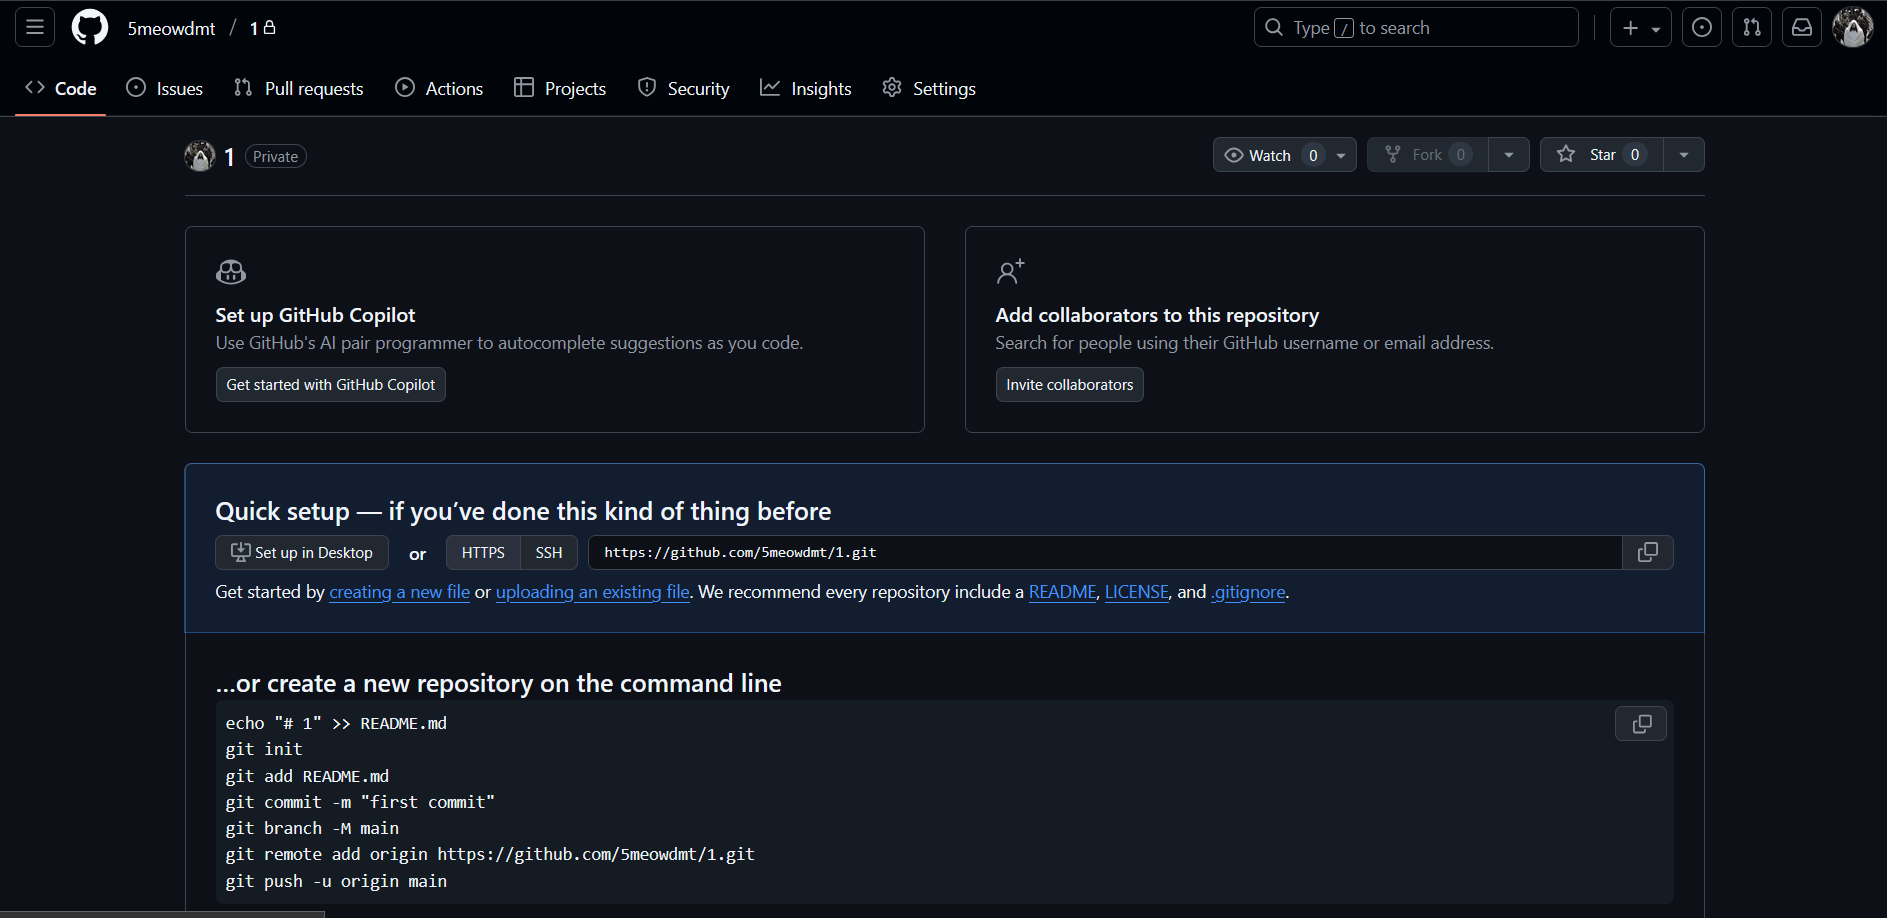 5meowdmt / 1
Type / to search
Code Issues Pull requests Actions Projects Security Insights Settings
1 Private
Watch 0 Fork 0 Star 0
Set up GitHub Copilot
Use GitHub's AI pair programmer to autocomplete suggestions as you code.
Get started with GitHub Copilot
Add collaborators to this repository
Search for people using their GitHub username or email address.
Invite collaborators
Quick setup — if you’ve done this kind of thing before
Set up in Desktop or HTTPS SSH https://github.com/5meowdmt/1.git
Get started by creating a new file or uploading an existing file. We recommend every repository include a README, LICENSE, and .gitignore.
…or create a new repository on the command line
echo "# 1" >> README.md
git init
git add README.md
git commit -m "first commit"
git branch -M main
git remote add origin https://github.com/5meowdmt/1.git
git push -u origin main